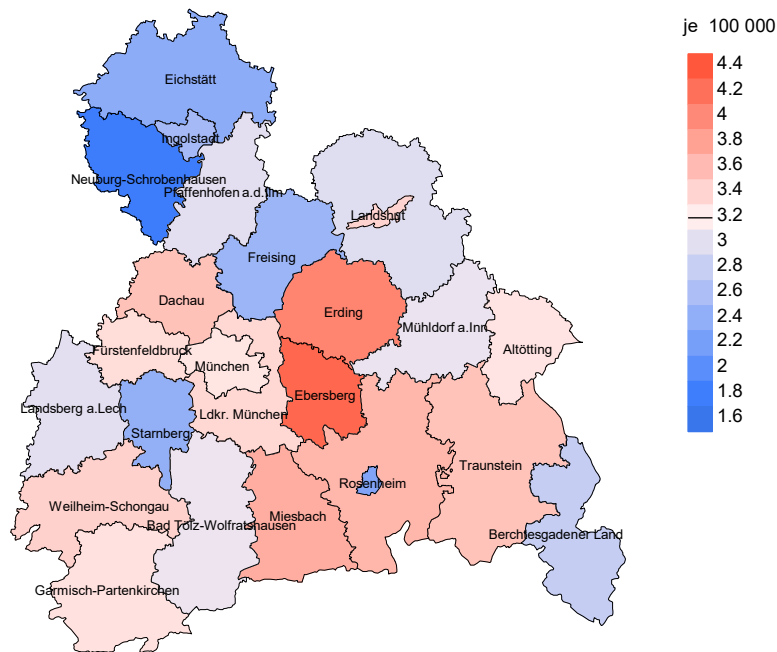 je 100 000
4.4
4.2
4
3.8
3.6
3.4
3.2
3
2.8
2.6
2.4
2.2
2
1.8
1.6
Eichstätt
Ingolstadt
Neuburg-Schrobenhausen
Pfaffenhofen a.d.Ilm
Landshut
Freising
Dachau
Erding
Mühldorf a.Inn
Altötting
Fürstenfeldbruck
München
Ebersberg
Landsberg a.Lech
Ldkr. München
Starnberg
Traunstein
Rosenheim
Weilheim-Schongau
Miesbach
Bad Tölz-Wolfratshausen
Berchtesgadener Land
Garmisch-Partenkirchen